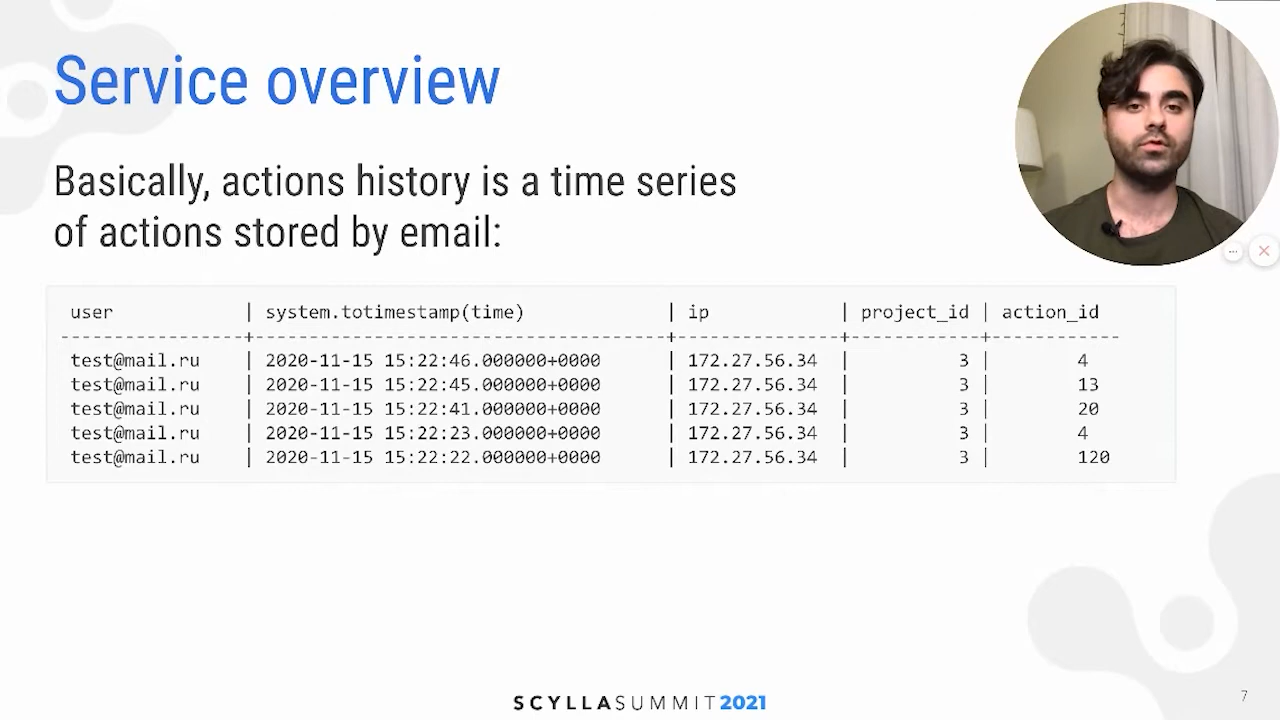 Service overview
Basically, actions history is a time series
of actions stored by email:
user | system.totimestamp(time) | ip | project_id | action_id
test@mail.ru | 2020-11-15 15:22:46.000000+0000 | 172.27.56.34 | 3 | 4
test@mail.ru | 2020-11-15 15:22:45.000000+0000 | 172.27.56.34 | 3 | 13
test@mail.ru | 2020-11-15 15:22:41.000000+0000 | 172.27.56.34 | 3 | 20
test@mail.ru | 2020-11-15 15:22:23.000000+0000 | 172.27.56.34 | 3 | 4
test@mail.ru | 2020-11-15 15:22:22.000000+0000 | 172.27.56.34 | 3 | 120
SCYLLASUMMIT2021
7